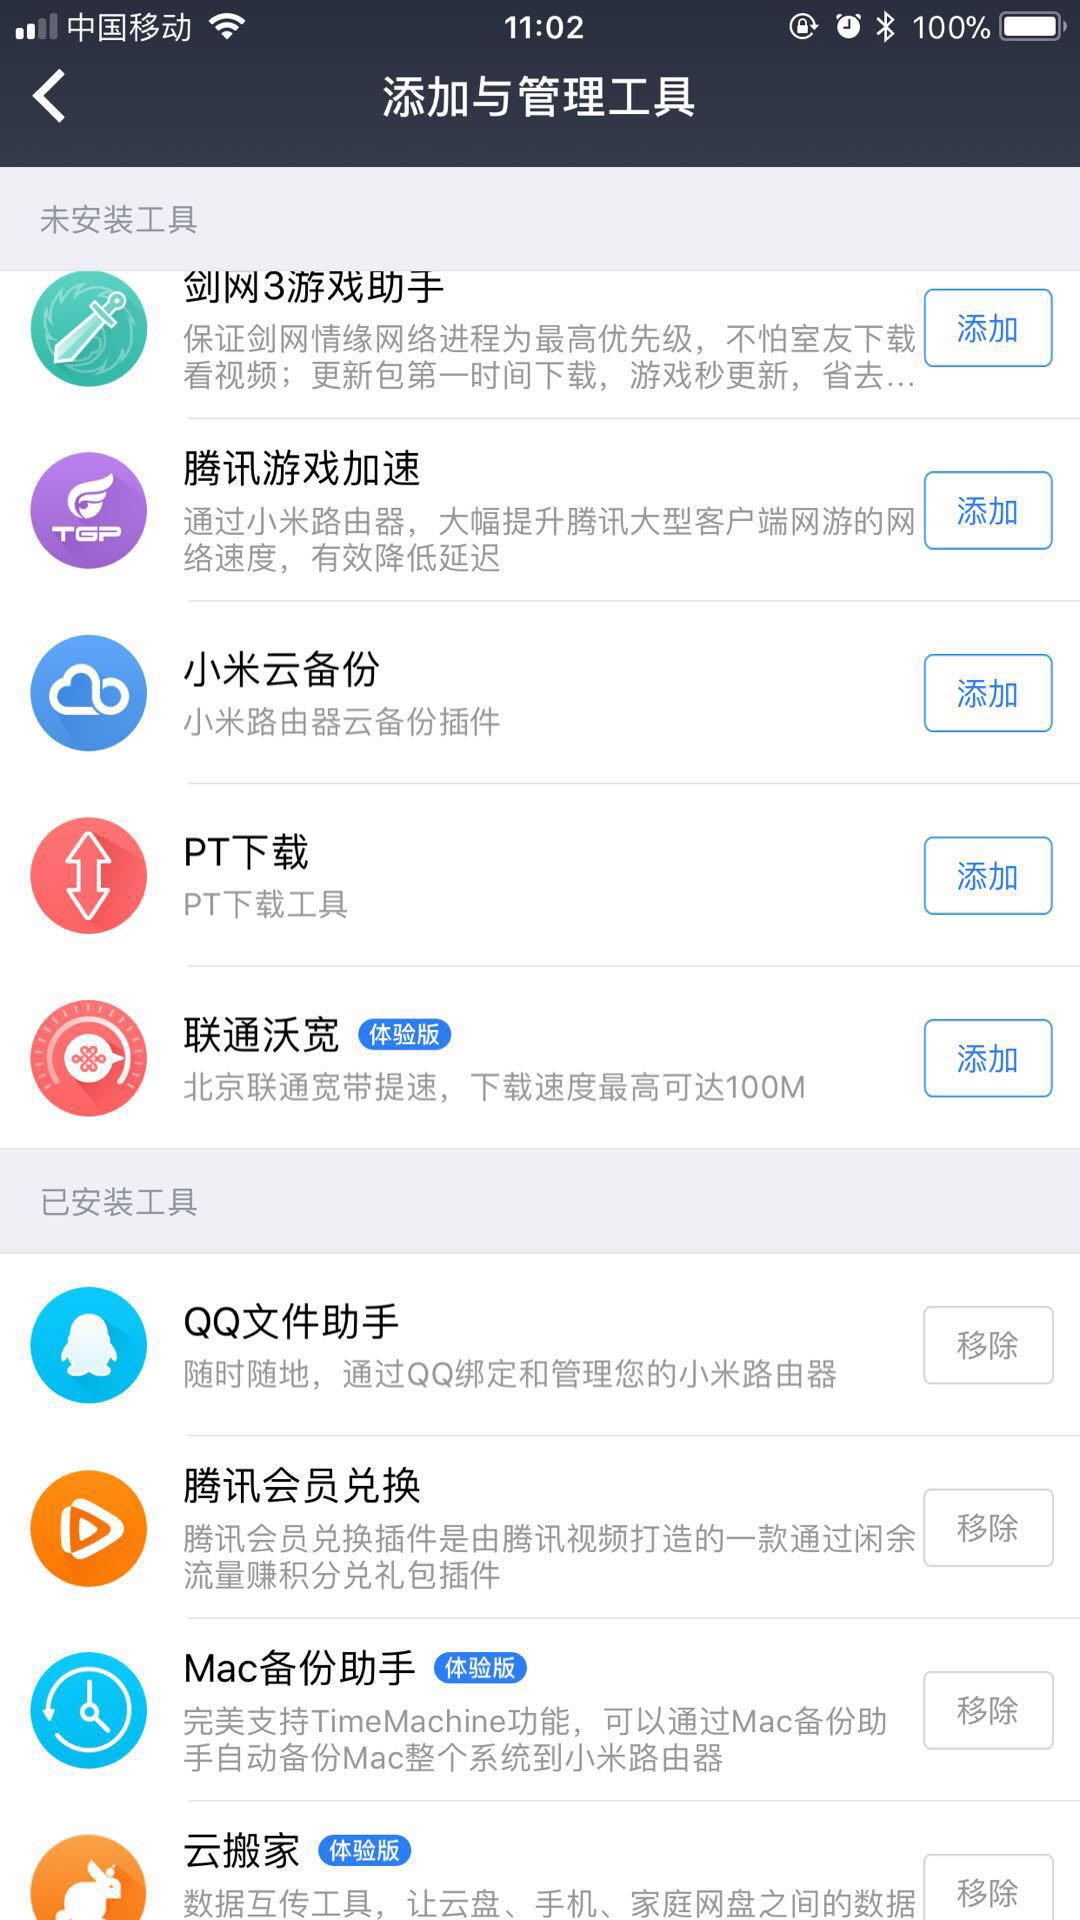 中国移动
11:02
100%
添加与管理工具
未安装工具
剑网3游戏助手
保证剑网情缘网络进程为最高优先级，不怕室友下载
看视频；更新包第一时间下载，游戏秒更新，省去...
添加
TGP
腾讯游戏加速
通过小米路由器，大幅提升腾讯大型客户端网游的网
络速度，有效降低延迟
添加
小米云备份
小米路由器云备份插件
添加
PT下载
PT下载工具
添加
联通沃宽 体验版
北京联通宽带提速，下载速度最高可达100M
添加
已安装工具
QQ文件助手
随时随地，通过QQ绑定和管理您的小米路由器
移除
腾讯会员兑换
腾讯会员兑换插件是由腾讯视频打造的一款通过闲余
流量赚积分兑礼包插件
移除
Mac备份助手 体验版
完美支持TimeMachine功能，可以通过Mac备份助
手自动备份Mac整个系统到小米路由器
移除
云搬家 体验版
数据互传工具，让云盘、手机、家庭网盘之间的数据
移除